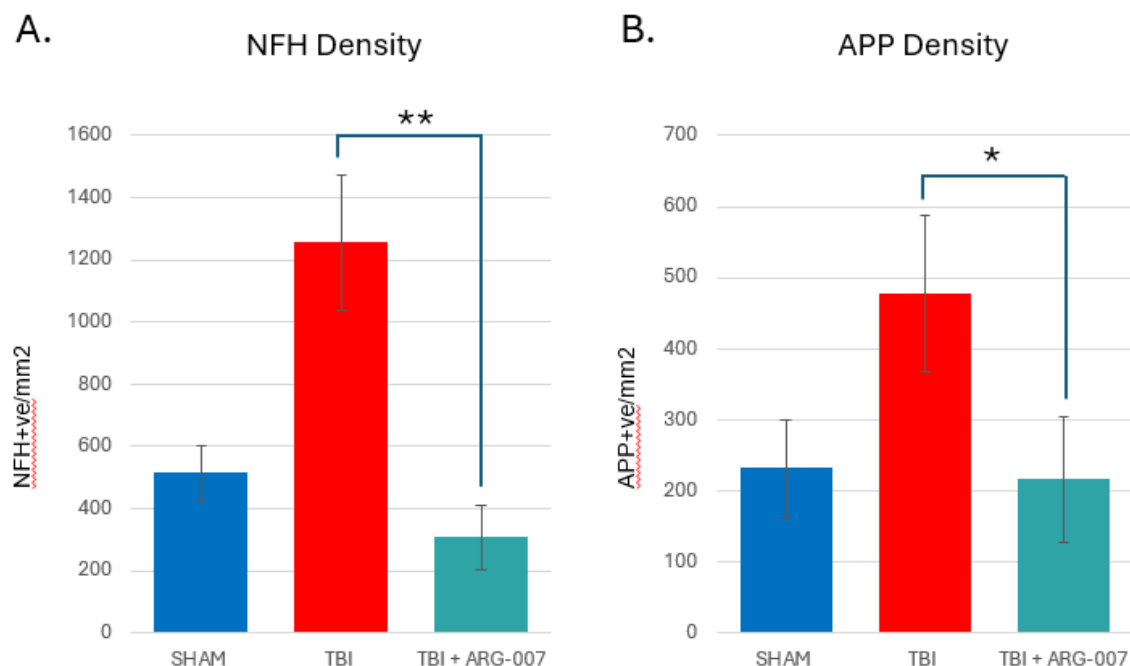 A.
NFH Density
NFH+ve/mm2
1600
1400
1200
1000
800
600
400
200
0
**
SHAM
TBI
TBI + ARG-007
B.
APP Density
APP+ve/mm2
700
600
500
400
300
200
100
0
*
SHAM
TBI
TBI + ARG-007